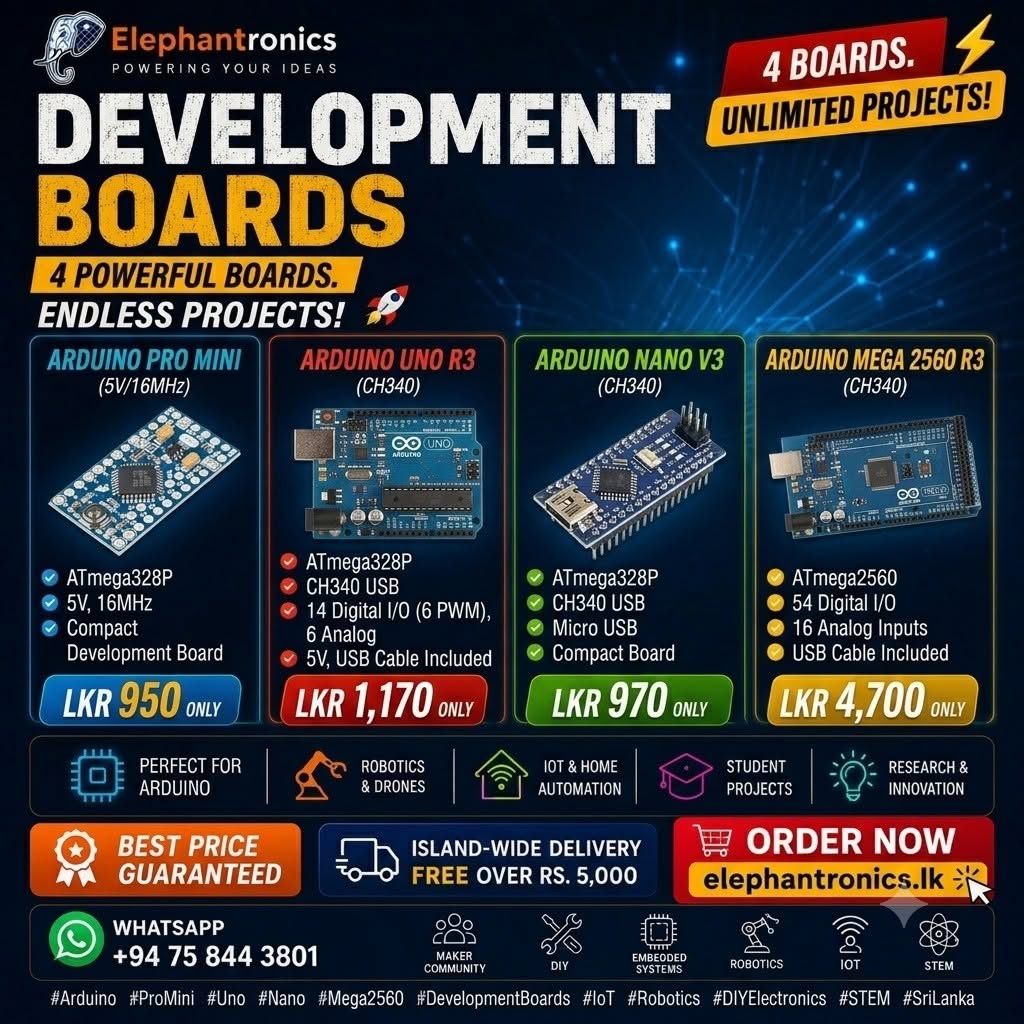 Elephantronics
POWERING YOUR IDEAS
4 BOARDS.
UNLIMITED PROJECTS!
DEVELOPMENT
BOARDS
4 POWERFUL BOARDS.
ENDLESS PROJECTS!
ARDUINO PRO MINI
(5V/16MHz)
ATmega328P
5V, 16MHz
Compact
Development Board
LKR 950 ONLY
ARDUINO UNO R3
(CH340)
ARDUINO
UNO
ATmega328P
CH340 USB
14 Digital I/O (6 PWM),
6 Analog
5V, USB Cable Included
LKR 1,170 ONLY
ARDUINO NANO V3
(CH340)
ATmega328P
CH340 USB
Micro USB
Compact Board
LKR 970 ONLY
ARDUINO MEGA 2560 R3
(CH340)
ATmega2560
54 Digital I/O
16 Analog Inputs
USB Cable Included
LKR 4,700 ONLY
PERFECT FOR
ARDUINO
ROBOTICS
& DRONES
IOT & HOME
AUTOMATION
STUDENT
PROJECTS
RESEARCH &
INNOVATION
BEST PRICE
GUARANTEED
ISLAND-WIDE DELIVERY
FREE OVER RS. 5,000
ORDER NOW
elephantronics.lk
WHATSAPP
+94 75 844 3801
MAKER
COMMUNITY
DIY
EMBEDDED
SYSTEMS
ROBOTICS
IOT
STEM
#Arduino #ProMini #Uno #Nano #Mega2560 #DevelopmentBoards #IoT #Robotics #DIYElectronics #STEM #SriLanka